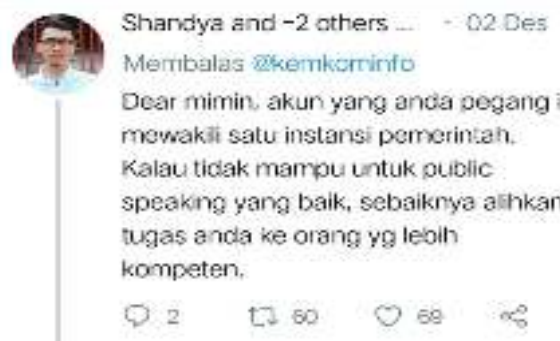 Shandya and -2 others ... · 02 Des
Membalas @kemkominfo
Dear mimin, akun yang anda pegang i
mewakili satu instansi pemerintah.
Kalau tidak mampu untuk public
speaking yang baik, sebaiknya alihkan
tugas anda ke orang yg lebih
kompeten.
2 60 69